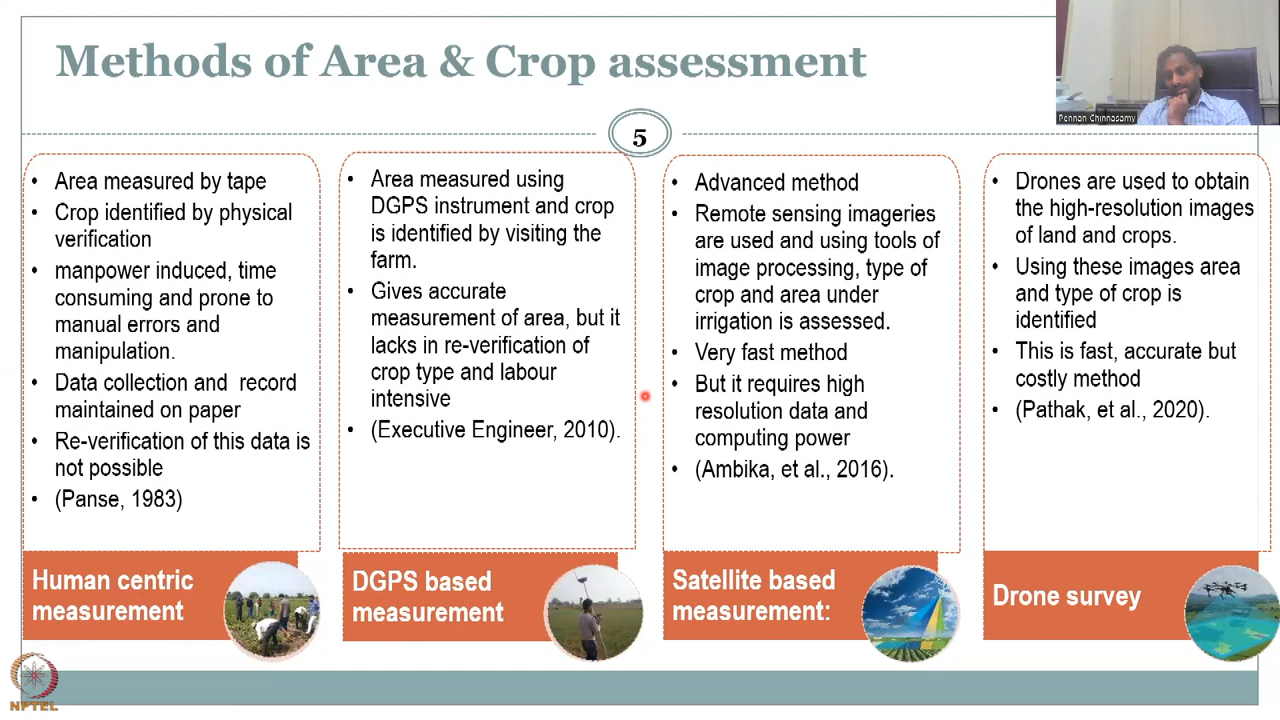 Methods of Area & Crop assessment
Pennan Chinnasamy
5
• Area measured by tape
• Crop identified by physical
verification
• manpower induced, time
consuming and prone to
manual errors and
manipulation.
• Data collection and record
maintained on paper
• Re-verification of this data is
not possible
• (Panse, 1983)
Human centric
measurement
• Area measured using
DGPS instrument and crop
is identified by visiting the
farm.
• Gives accurate
measurement of area, but it
lacks in re-verification of
crop type and labour
intensive
• (Executive Engineer, 2010).
DGPS based
measurement
• Advanced method
• Remote sensing imageries
are used and using tools of
image processing, type of
crop and area under
irrigation is assessed.
• Very fast method
• But it requires high
resolution data and
computing power
• (Ambika, et al., 2016).
Satellite based
measurement:
• Drones are used to obtain
the high-resolution images
of land and crops.
• Using these images area
and type of crop is
identified
• This is fast, accurate but
costly method
• (Pathak, et al., 2020).
Drone survey
NPTEL